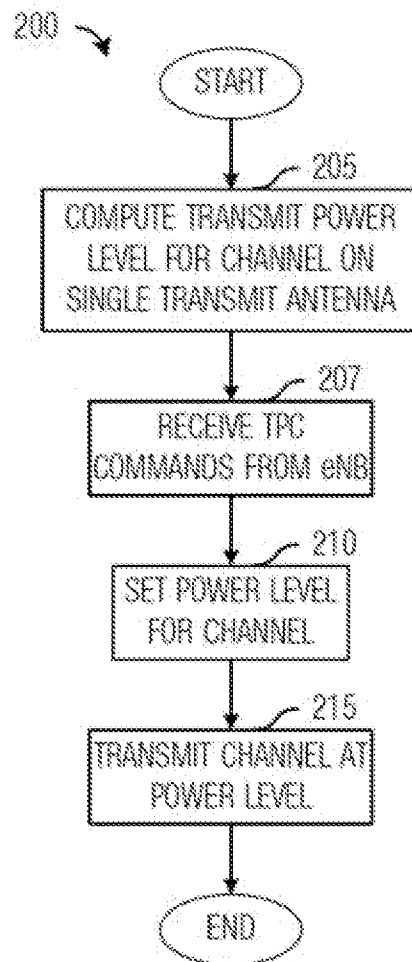 200
START
205
COMPUTE TRANSMIT POWER
LEVEL FOR CHANNEL ON
SINGLE TRANSMIT ANTENNA
207
RECEIVE TPC
COMMANDS FROM eNB
210
SET POWER LEVEL
FOR CHANNEL
215
TRANSMIT CHANNEL AT
POWER LEVEL
END